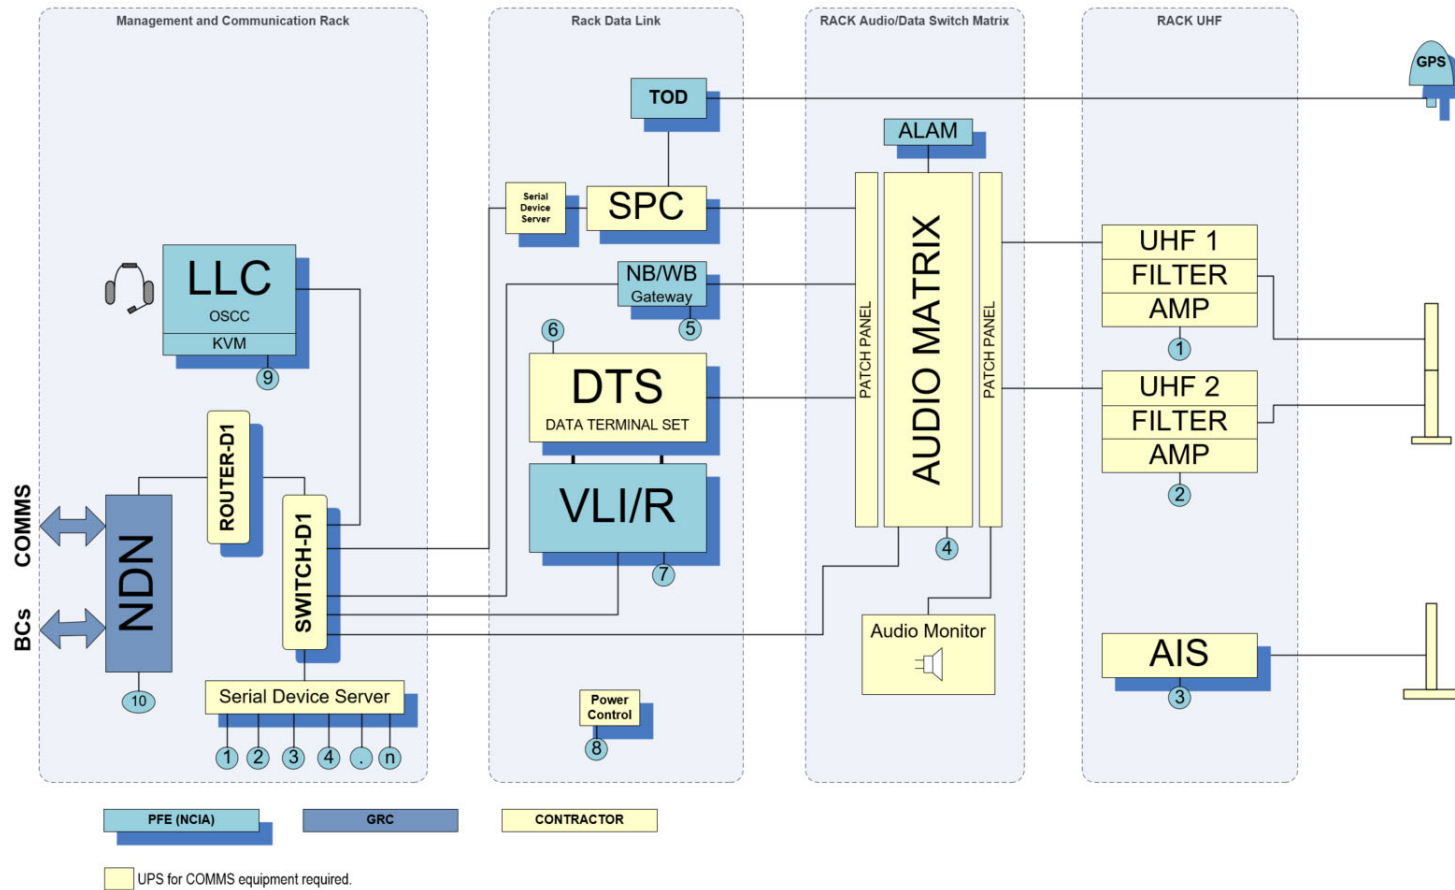 Management and Communication Rack
Rack Data Link
RACK Audio/Data Switch Matrix
RACK UHF
GPS
TOD
ALAM
Serial
Device
Server
SPC
PATCH PANEL
AUDIO MATRIX
PATCH PANEL
UHF 1
FILTER
AMP
1
LLC
OSCC
KVM
9
NB/WB
Gateway
5
6
DTS
DATA TERMINAL SET
UHF 2
FILTER
AMP
2
ROUTER-D1
SWITCH-D1
VLI/R
7
4
COMMS
BCs
NDN
10
Audio Monitor
AIS
3
Serial Device Server
1
2
3
4
.
n
Power
Control
8
PFE (NCIA)
GRC
CONTRACTOR
UPS for COMMS equipment required.